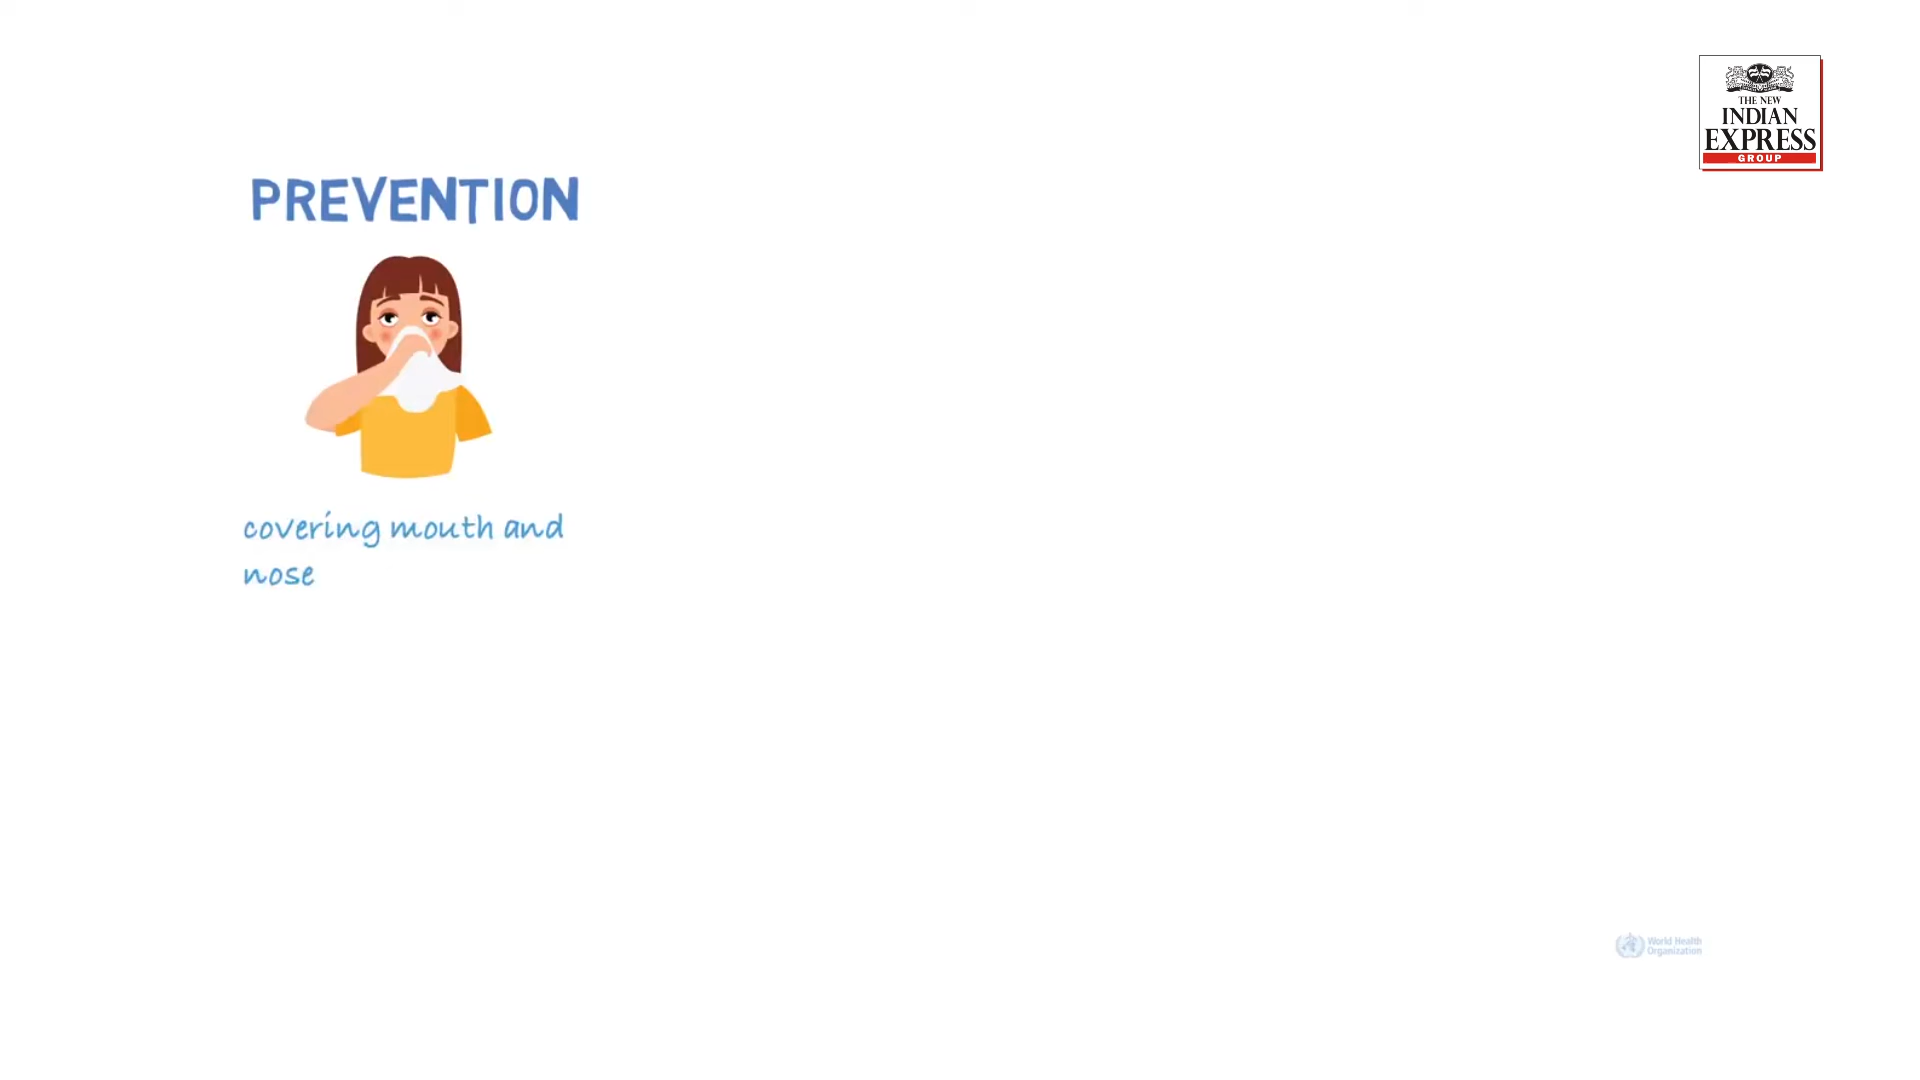 THE NEW
INDIAN
EXPRESS
GROUP
PREVENTION
covering mouth and
nose
World Health
Organization